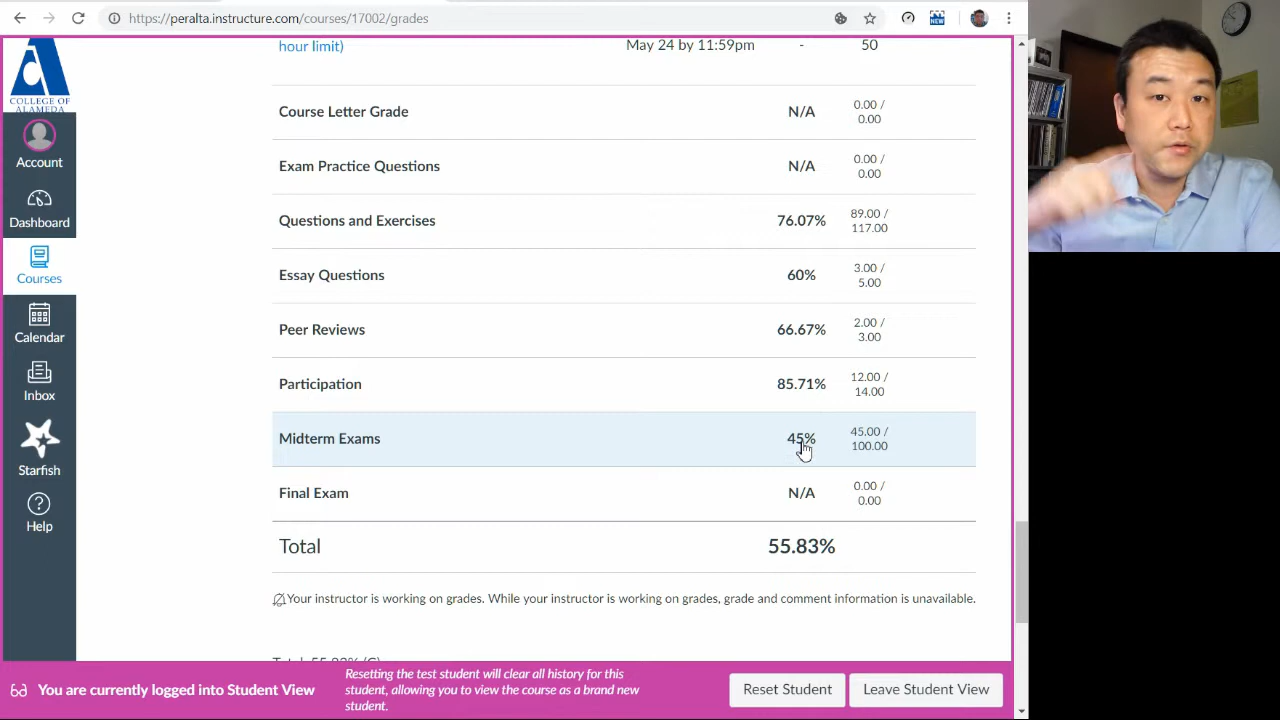 https://peralta.instructure.com/courses/17002/grades
NEW
COLLEGE OF
ALAMEDA
Account
Dashboard
Courses
Calendar
Inbox
Starfish
Help
hour limit)
May 24 by 11:59pm - 50
Course Letter Grade N/A 0.00 /
0.00
Exam Practice Questions N/A 0.00 /
0.00
Questions and Exercises 76.07% 89.00 /
117.00
Essay Questions 60% 3.00 /
5.00
Peer Reviews 66.67% 2.00 /
3.00
Participation 85.71% 12.00 /
14.00
Midterm Exams 45% 45.00 /
100.00
Final Exam N/A 0.00 /
0.00
Total 55.83%
Your instructor is working on grades. While your instructor is working on grades, grade and comment information is unavailable.
Total: 55.83% (C)
You are currently logged into Student View
Resetting the test student will clear all history for this
student, allowing you to view the course as a brand new
student.
Reset Student
Leave Student View